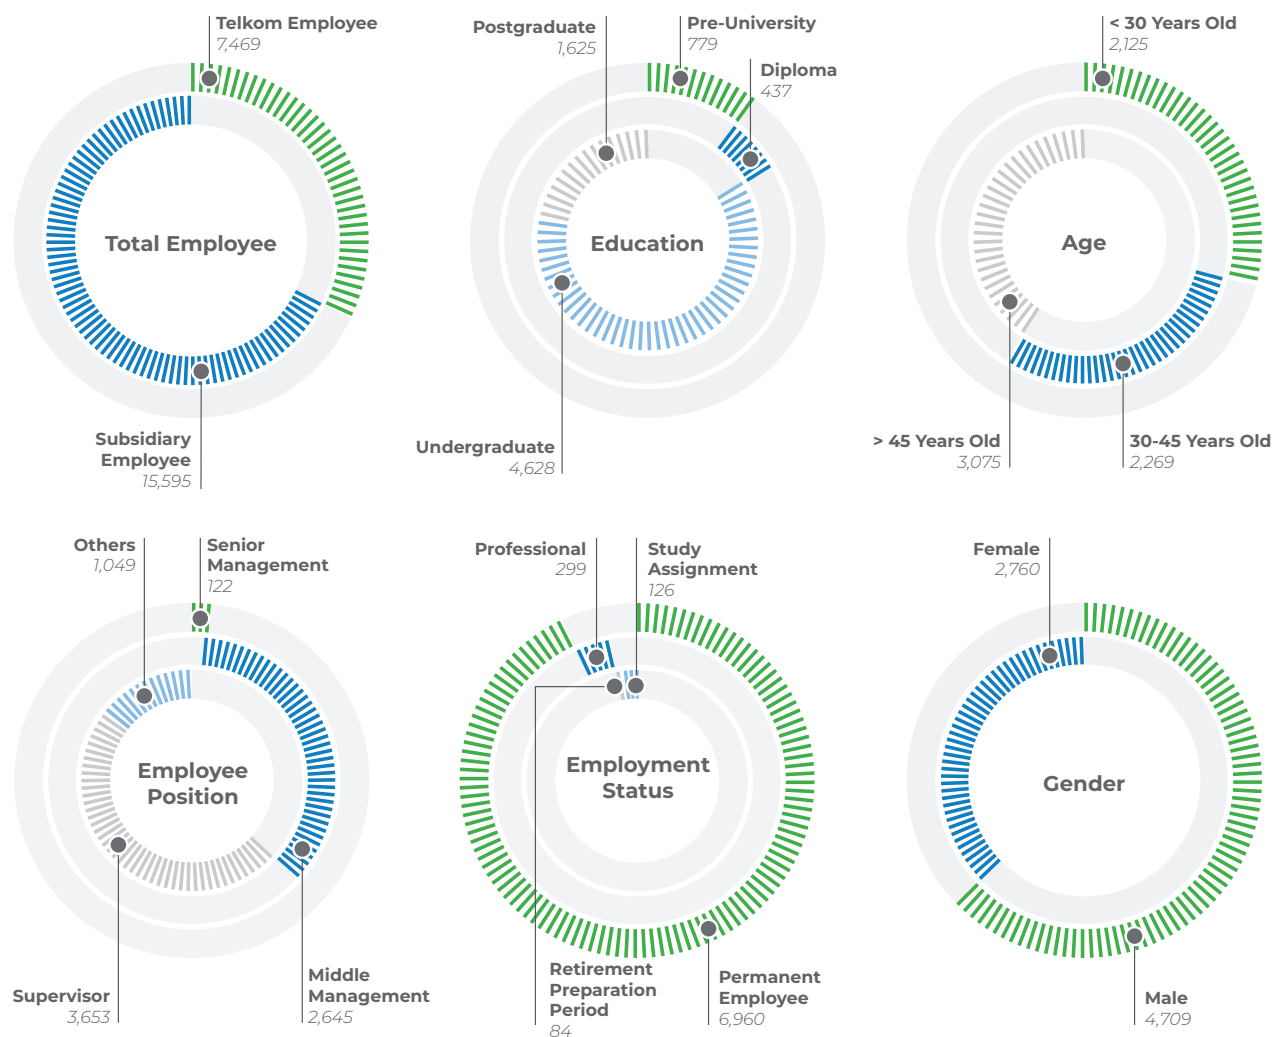 Telkom Employee
7,469
Total Employee
Subsidiary
Employee
15,595
Postgraduate
1,625
Pre-University
779
Diploma
437
Education
Undergraduate
4,628
< 30 Years Old
2,125
Age
> 45 Years Old
3,075
30-45 Years Old
2,269
Others
1,049
Senior
Management
122
Employee
Position
Supervisor
3,653
Middle
Management
2,645
Professional
299
Study
Assignment
126
Employment
Status
Retirement
Preparation
Period
84
Permanent
Employee
6,960
Female
2,760
Gender
Male
4,709